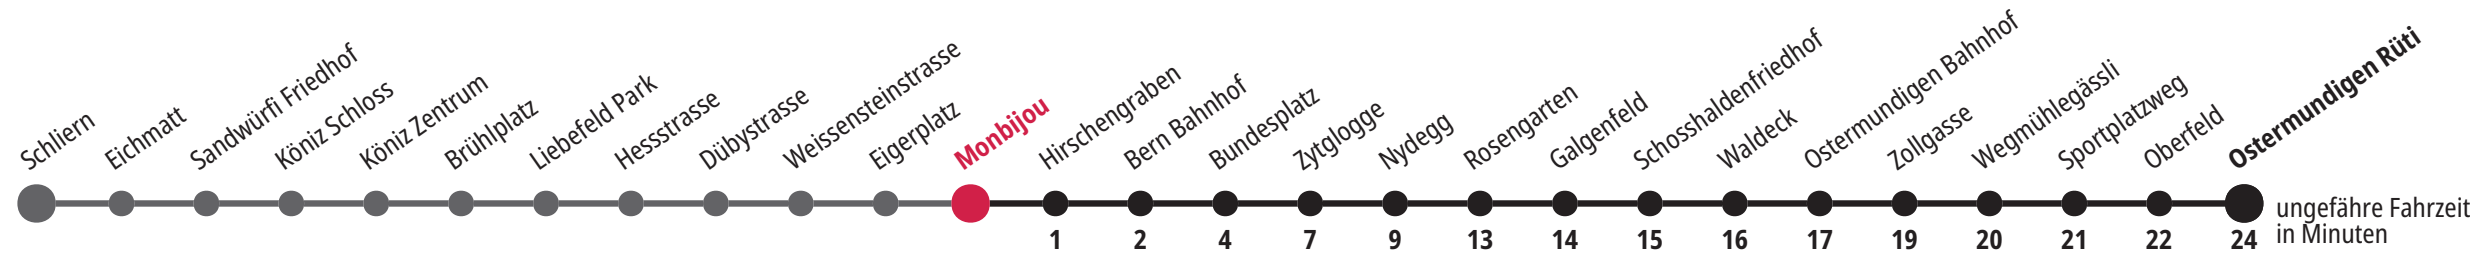 Schliern
Eichmatt
Sandwürfi Friedhof
Köniz Schloss
Köniz Zentrum
Brühlplatz
Liebefeld Park
Hessstrasse
Dübystrasse
Weissensteinstrasse
Eigerplatz
Monbijou
Hirschengraben
Bern Bahnhof
Bundesplatz
Zytglogge
Nydegg
Rosengarten
Galgenfeld
Schosshaldenfriedhof
Waldeck
Ostermundigen Bahnhof
Zollgasse
Wegmühlegässli
Sportplatzweg
Oberfeld
Ostermundigen Rüti
1 2 4 7 9 13 14 15 16 17 19 20 21 22 24
ungefähre Fahrzeit
in Minuten